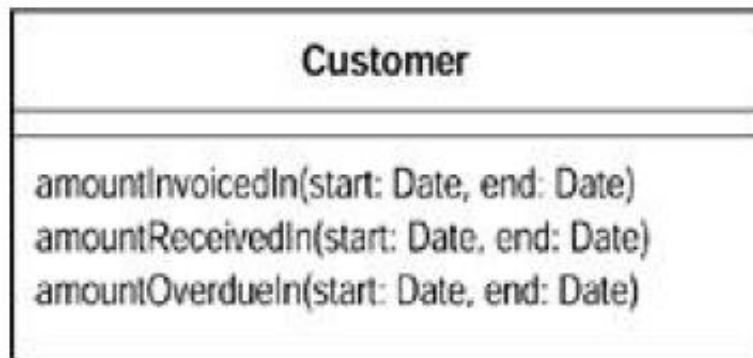 Customer
amountInvoicedIn(start: Date, end: Date)
amountReceivedIn(start: Date, end: Date)
amountOverdueIn(start: Date, end: Date)